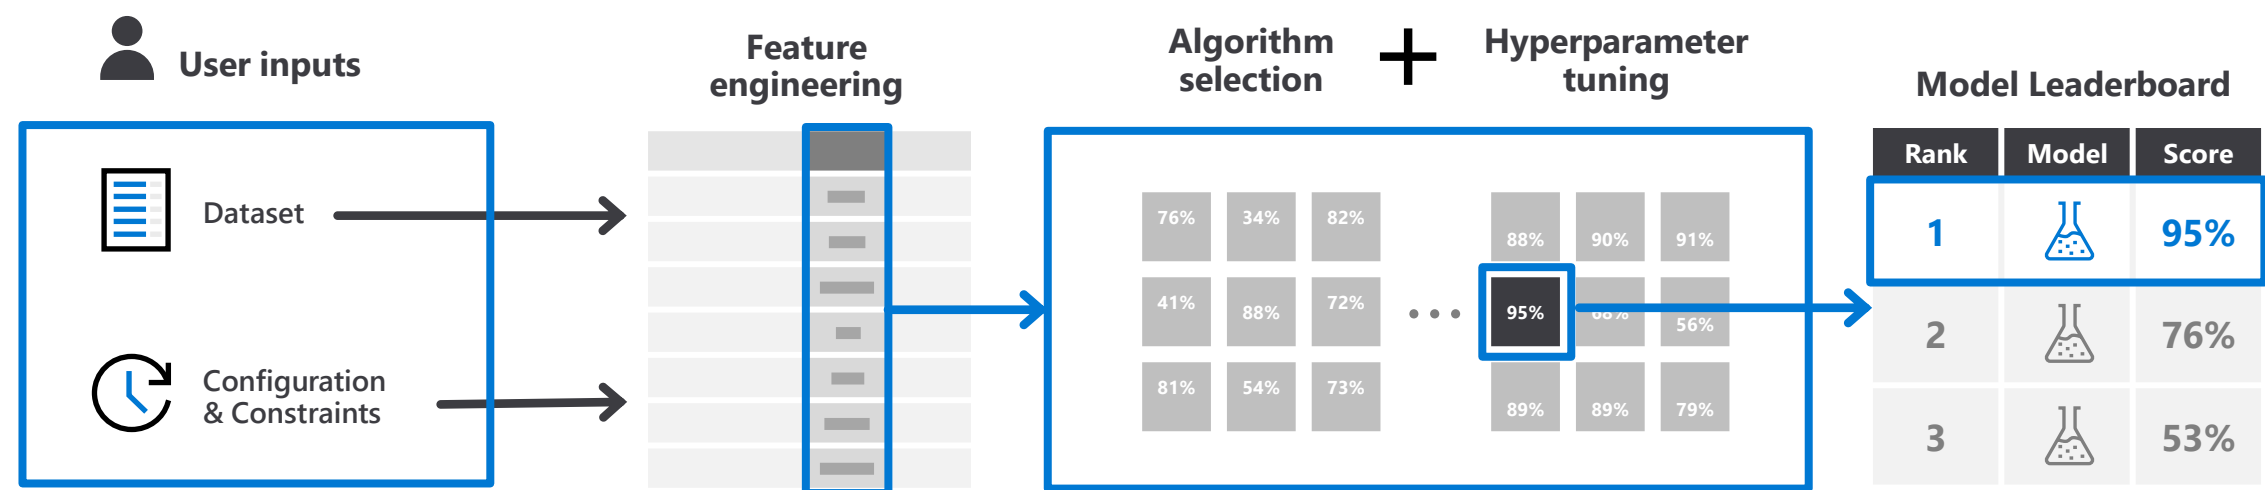 User inputs
Dataset
Configuration
& Constraints
Feature
engineering
Algorithm
selection
Hyperparameter
tuning
76% 34% 82%
41% 88% 72%
81% 54% 73%
88% 90% 91%
95% 68% 56%
89% 89% 79%
Model Leaderboard
Rank Model Score
1 95%
2 76%
3 53%